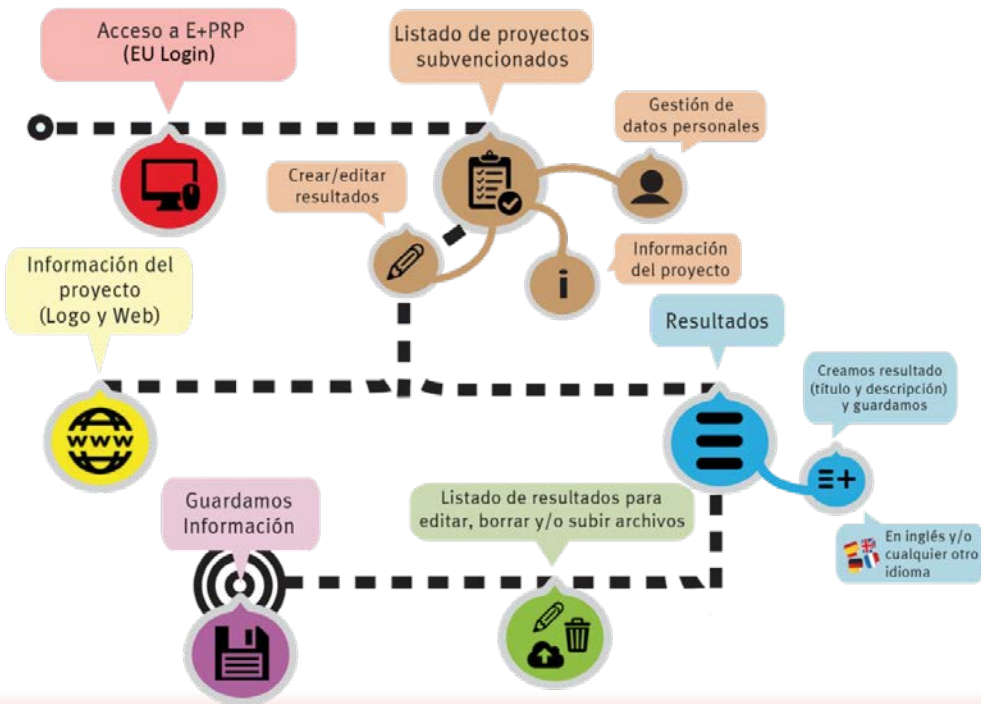 Acceso a E+PRP
(EU Login)
Listado de proyectos
subvencionados
Gestión de
datos personales
Crear/editar
resultados
Información
del proyecto
i
Información del
proyecto
(Logo y Web)
www
Resultados
Creamos resultado
(título y descripción)
y guardamos
En inglés y/o
cualquier otro
idioma
Listado de resultados para
editar, borrar y/o subir archivos
Guardamos
Información